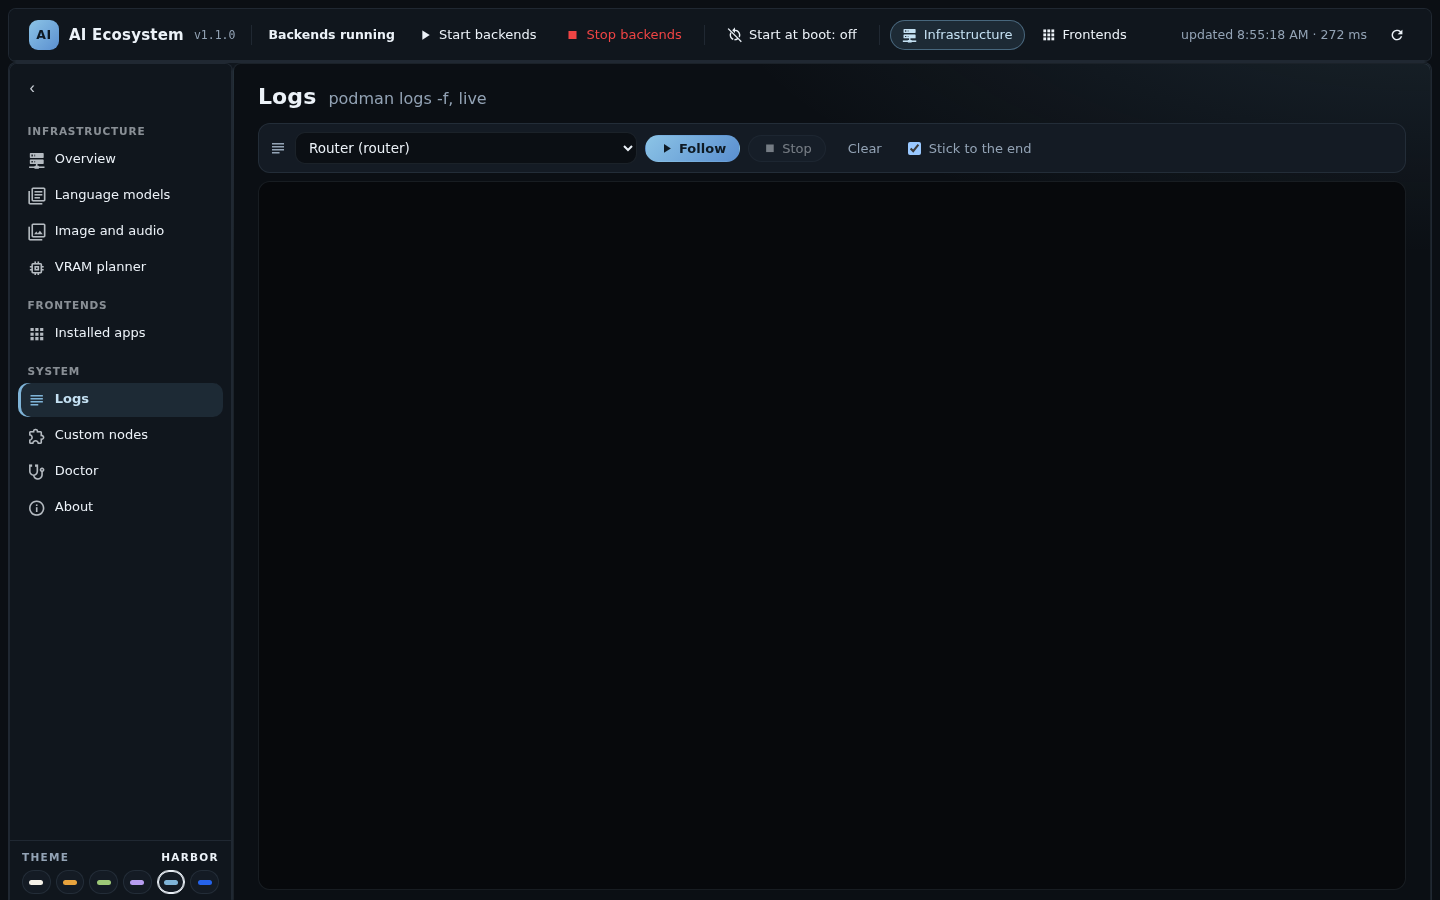 AI AI Ecosystem v1.1.0 Backends running Start backends Stop backends Start at boot: off Infrastructure Frontends updated 8:55:18 AM · 272 ms
‹
INFRASTRUCTURE
Overview
Language models
Image and audio
VRAM planner
FRONTENDS
Installed apps
SYSTEM
Logs
Custom nodes
Doctor
About
THEME HARBOR
Logs podman logs -f, live
Router (router) Follow Stop Clear Stick to the end